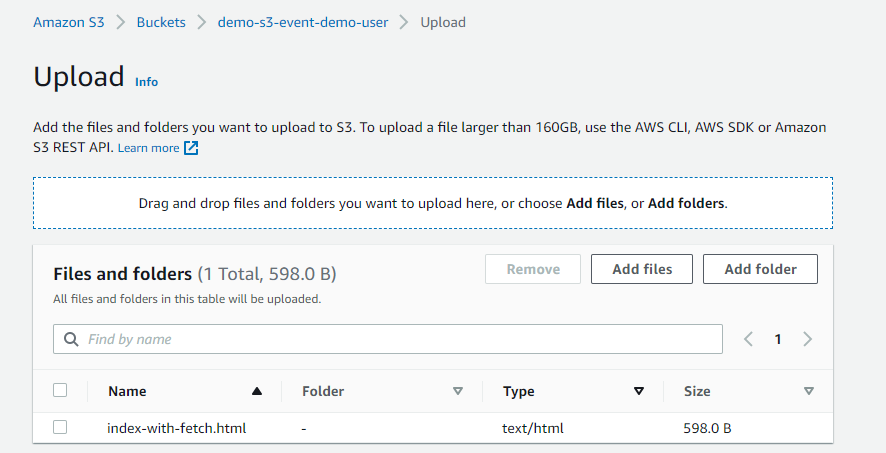 Amazon S3 > Buckets > demo-s3-event-demo-user > Upload
Upload Info
Add the files and folders you want to upload to S3. To upload a file larger than 160GB, use the AWS CLI, AWS SDK or Amazon
S3 REST API. Learn more
Drag and drop files and folders you want to upload here, or choose Add files, or Add folders.
Files and folders (1 Total, 598.0 B) Remove Add files Add folder
All files and folders in this table will be uploaded.
Find by name < 1 >
Name Folder Type Size
index-with-fetch.html - text/html 598.0 B